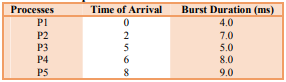 Processes Time of Arrival Burst Duration (ms)
P1 0 4.0
P2 2 7.0
P3 5 5.0
P4 6 8.0
P5 8 9.0